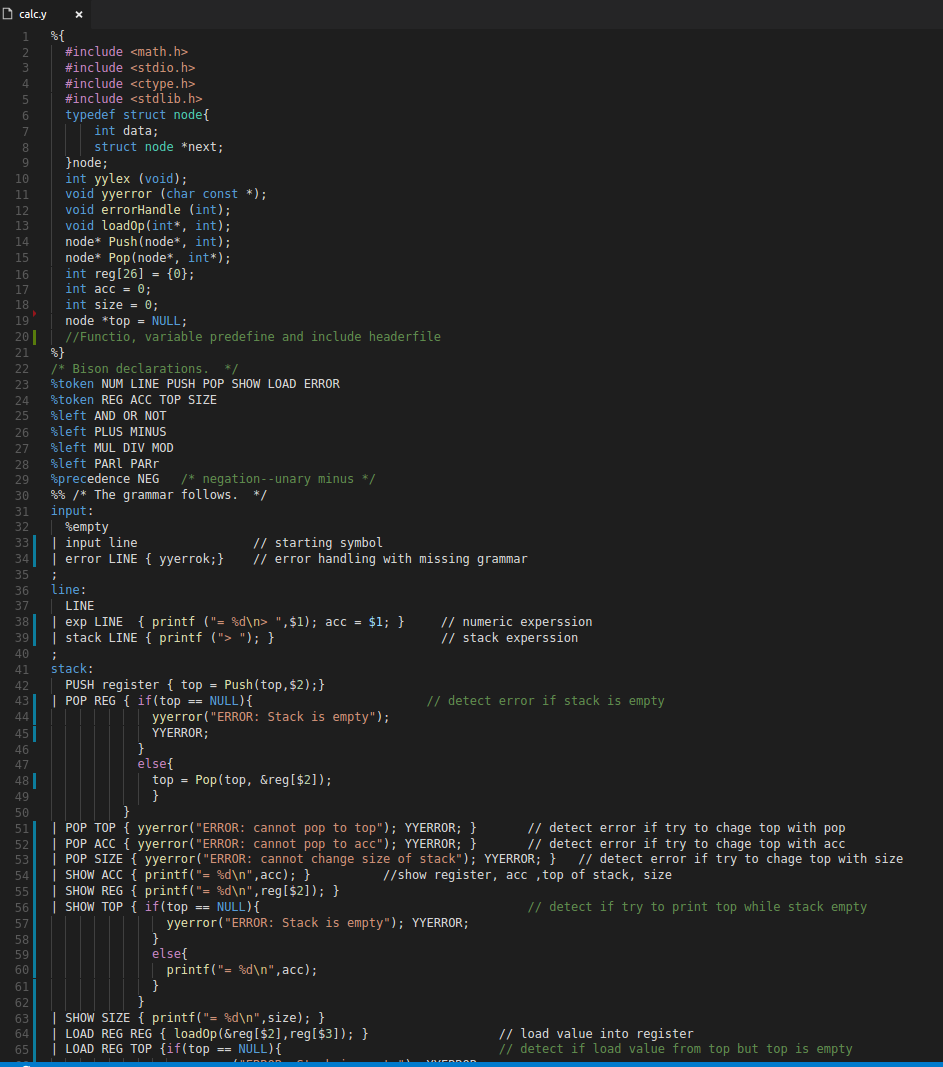 calc.y ×
1 %{
2 #include <math.h>
3 #include <stdio.h>
4 #include <ctype.h>
5 #include <stdlib.h>
6 typedef struct node{
7 int data;
8 struct node *next;
9 }node;
10 int yylex (void);
11 void yyerror (char const *);
12 void errorHandle (int);
13 void loadOp(int*, int);
14 node* Push(node*, int);
15 node* Pop(node*, int*);
16 int reg[26] = {0};
17 int acc = 0;
18 int size = 0;
19 node *top = NULL;
20 //Functio, variable predefine and include headerfile
21 %}
22 /* Bison declarations.  */
23 %token NUM LINE PUSH POP SHOW LOAD ERROR
24 %token REG ACC TOP SIZE
25 %left AND OR NOT
26 %left PLUS MINUS
27 %left MUL DIV MOD
28 %left PARl PARr
29 %precedence NEG   /* negation--unary minus */
30 %% /* The grammar follows.  */
31 input:
32 %empty
33 | input line                // starting symbol
34 | error LINE { yyerrok;}    // error handling with missing grammar
35 ;
36 line:
37 LINE
38 | exp LINE  { printf ("= %d\n> ",$1); acc = $1; }     // numeric experssion
39 | stack LINE { printf ("> "); }                       // stack experssion
40 ;
41 stack:
42 PUSH register { top = Push(top,$2);}
43 | POP REG { if(top == NULL){                        // detect error if stack is empty
44 yyerror("ERROR: Stack is empty");
45 YYERROR;
46 }
47 else{
48 top = Pop(top, &reg[$2]);
49 }
50 }
51 | POP TOP { yyerror("ERROR: cannot pop to top"); YYERROR; }       // detect error if try to chage top with pop
52 | POP ACC { yyerror("ERROR: cannot pop to acc"); YYERROR; }       // detect error if try to chage top with acc
53 | POP SIZE { yyerror("ERROR: cannot change size of stack"); YYERROR; }   // detect error if try to chage top with size
54 | SHOW ACC { printf("= %d\n",acc); }          //show register, acc ,top of stack, size
55 | SHOW REG { printf("= %d\n",reg[$2]); }
56 | SHOW TOP { if(top == NULL){                                     // detect if try to print top while stack empty
57 yyerror("ERROR: Stack is empty"); YYERROR;
58 }
59 else{
60 printf("= %d\n",acc);
61 }
62 }
63 | SHOW SIZE { printf("= %d\n",size); }
64 | LOAD REG REG { loadOp(&reg[$2],reg[$3]); }                  // load value into register
65 | LOAD REG TOP {if(top == NULL){                              // detect if load value from top but top is empty